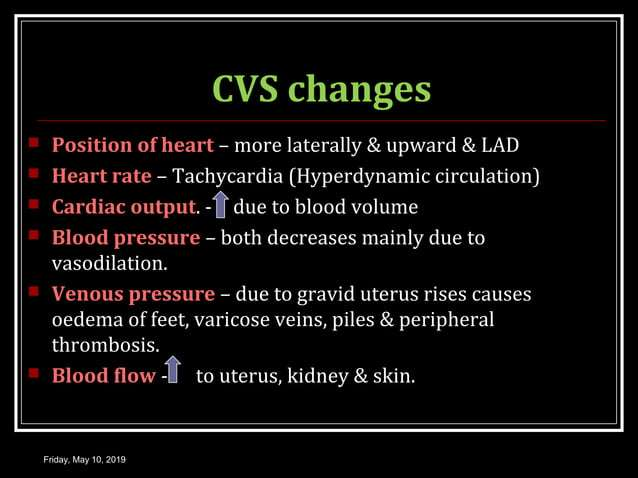 CVS changes
Position of heart – more laterally & upward & LAD
Heart rate – Tachycardia (Hyperdynamic circulation)
Cardiac output. - due to blood volume
Blood pressure – both decreases mainly due to
vasodilation.
Venous pressure – due to gravid uterus rises causes
oedema of feet, varicose veins, piles & peripheral
thrombosis.
Blood flow - to uterus, kidney & skin.
Friday, May 10, 2019